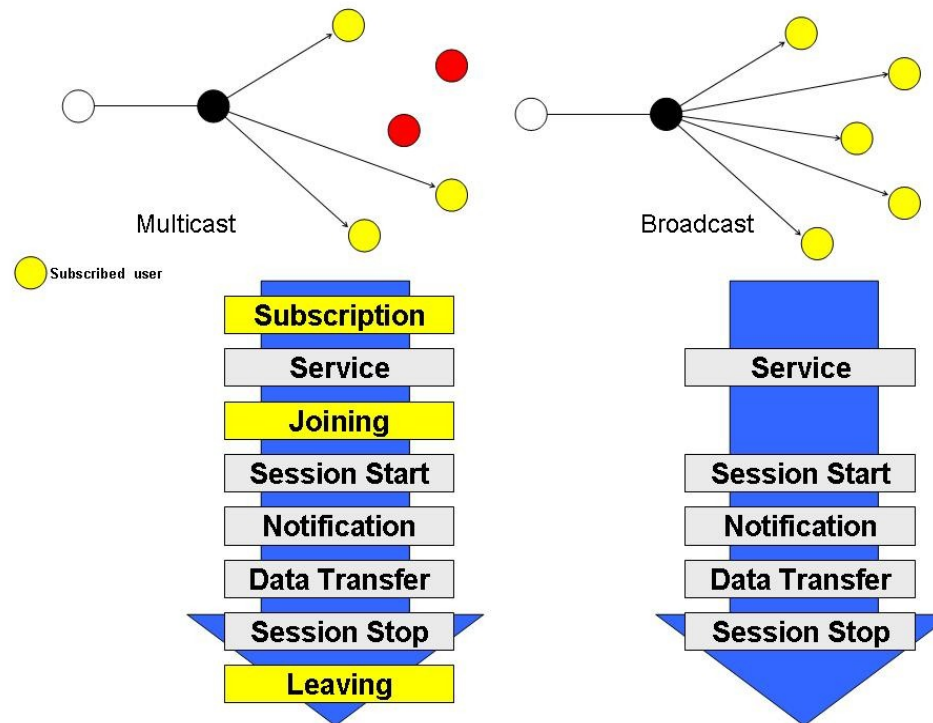 Multicast
Broadcast
Subscribed user
Subscription
Service
Joining
Session Start
Notification
Data Transfer
Session Stop
Leaving
Service
Session Start
Notification
Data Transfer
Session Stop